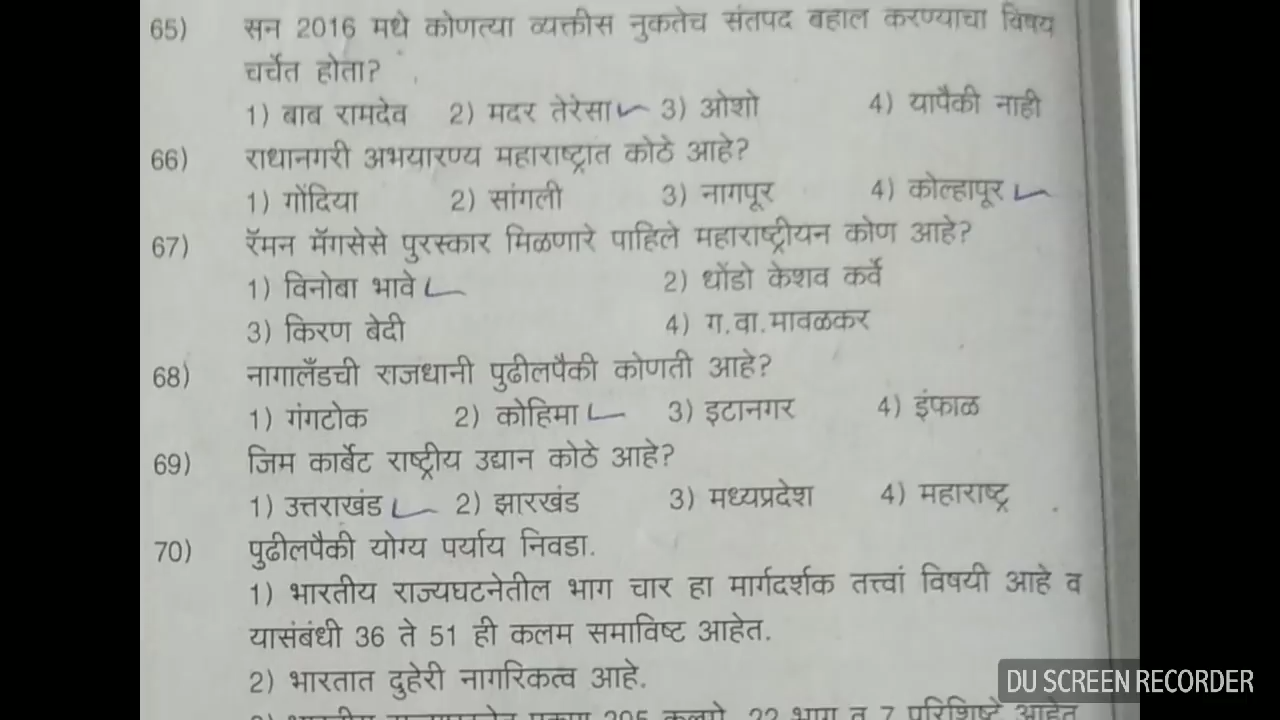 65) सन 2016 मधे कोणत्या व्यक्तीस नुकतेच संतपद बहाल करण्याचा विषय
चर्चेत होता?
1) बाब रामदेव 2) मदर तेरेसा 3) ओशो 4) यापैकी नाही
66) राधानगरी अभयारण्य महाराष्ट्रात कोठे आहे?
1) गोंदिया 2) सांगली 3) नागपूर 4) कोल्हापूर
67) रॅमन मॅगसेसे पुरस्कार मिळणारे पाहिले महाराष्ट्रीयन कोण आहे?
1) विनोबा भावे 2) धोंडो केशव कर्वे
3) किरण बेदी 4) ग.वा.मावळकर
68) नागालँडची राजधानी पुढीलपैकी कोणती आहे?
1) गंगटोक 2) कोहिमा 3) इटानगर 4) इंफाळ
69) जिम कार्बेट राष्ट्रीय उद्यान कोठे आहे?
1) उत्तराखंड 2) झारखंड 3) मध्यप्रदेश 4) महाराष्ट्र
70) पुढीलपैकी योग्य पर्याय निवडा.
1) भारतीय राज्यघटनेतील भाग चार हा मार्गदर्शक तत्त्वां विषयी आहे व
यासंबंधी 36 ते 51 ही कलम समाविष्ट आहेत.
2) भारतात दुहेरी नागरिकत्व आहे.
22 भाग व 7 परिशिष्टे आहेत
DU SCREEN RECORDER